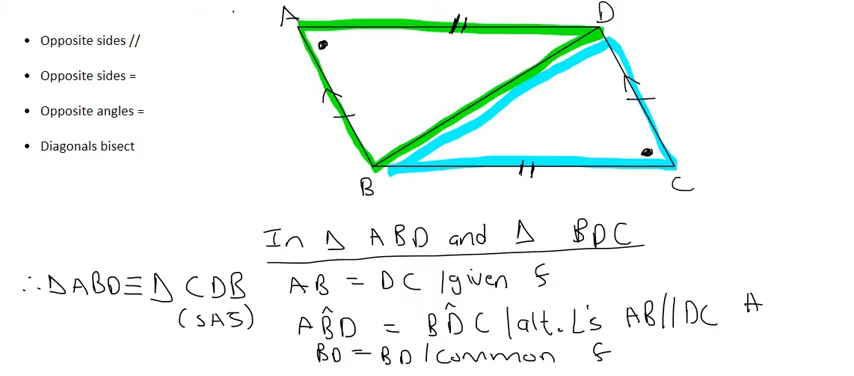 • Opposite sides //
• Opposite sides =
• Opposite angles =
• Diagonals bisect
A
D
B
C
In Δ ABD and Δ BDC
AB = DC /given S
AB̂D = BD̂C /alt. L's AB//DC A
BD = BD /common S
∴ΔABD≡Δ CDB
(SAS)